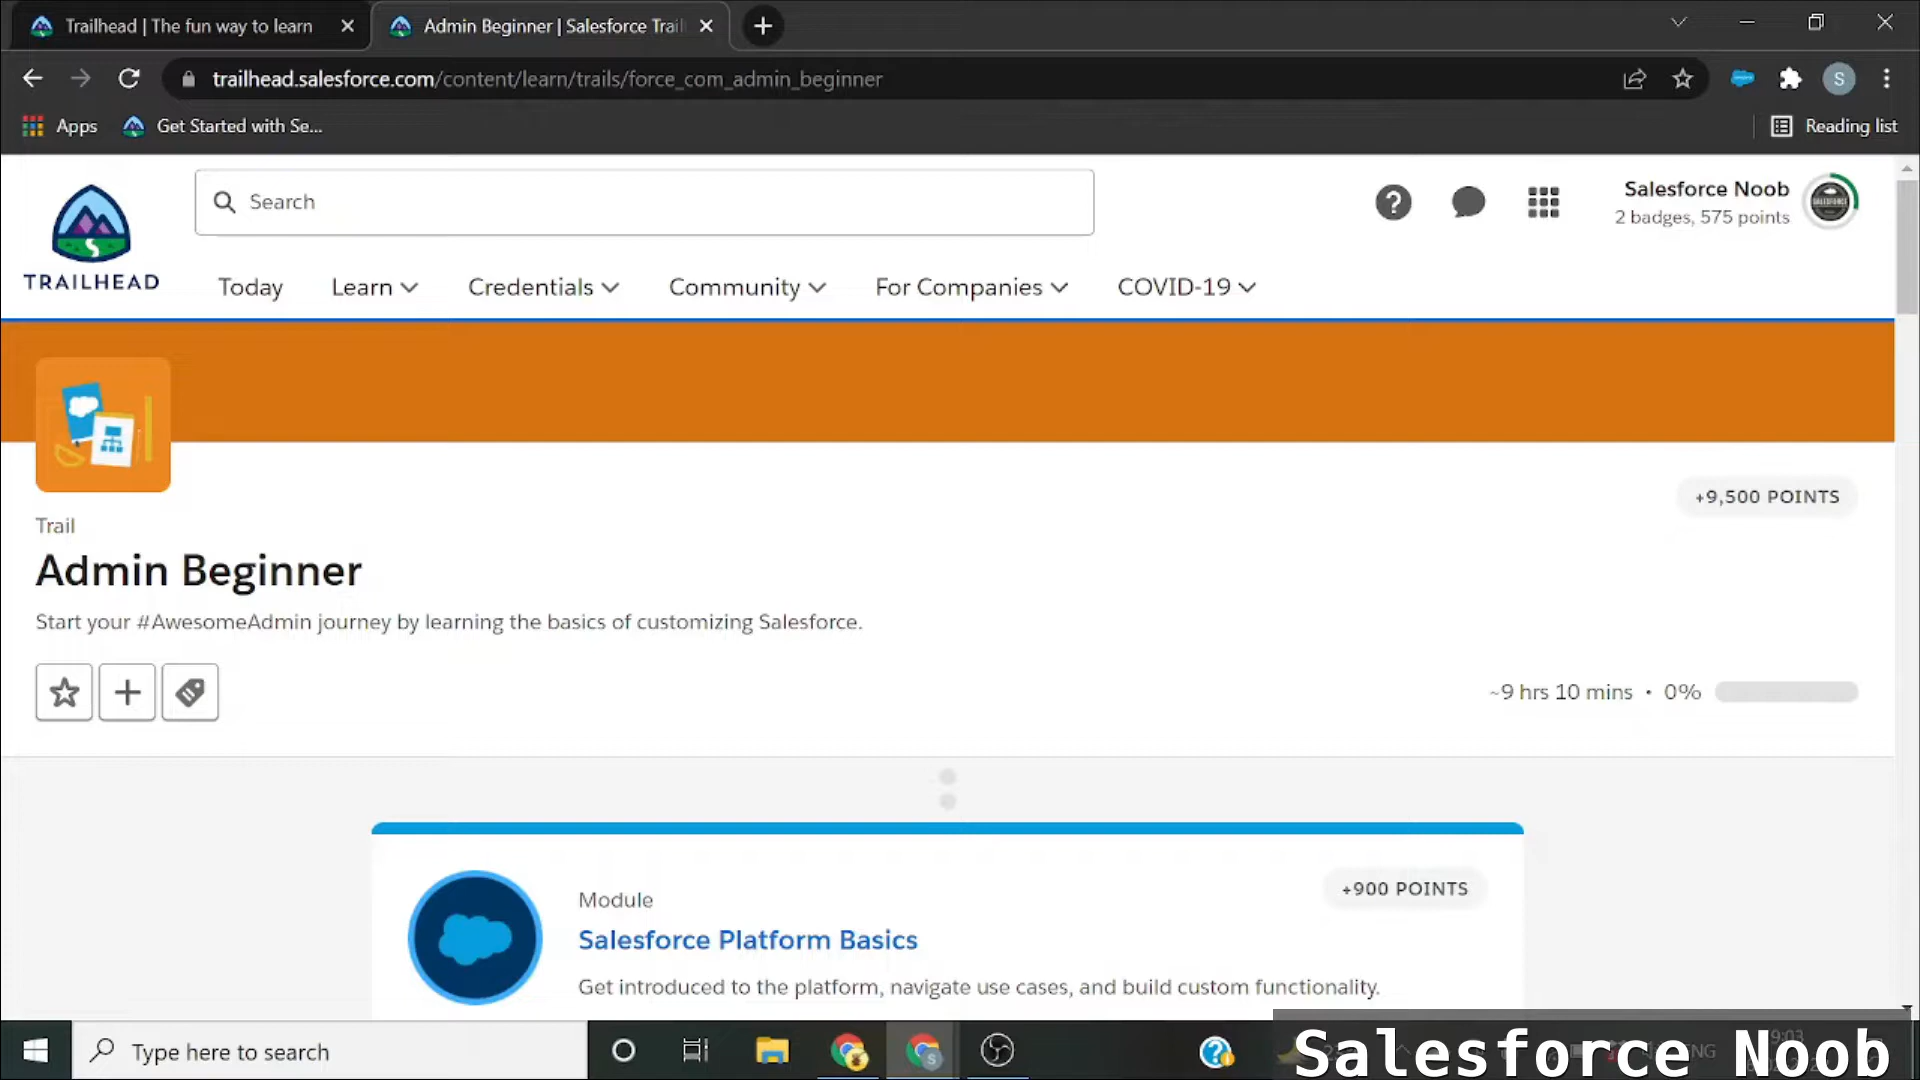 Trailhead | The fun way to learn
Admin Beginner | Salesforce Trail
trailhead.salesforce.com/content/learn/trails/force_com_admin_beginner
S
Apps
Get Started with Se...
Reading list
TRAILHEAD
Search
?
Salesforce Noob
2 badges, 575 points
SALESFORCE
Today
Learn
Credentials
Community
For Companies
COVID-19
+9,500 POINTS
Trail
Admin Beginner
Start your #AwesomeAdmin journey by learning the basics of customizing Salesforce.
~9 hrs 10 mins • 0%
+900 POINTS
Module
Salesforce Platform Basics
Get introduced to the platform, navigate use cases, and build custom functionality.
Type here to search
Salesforce Noob